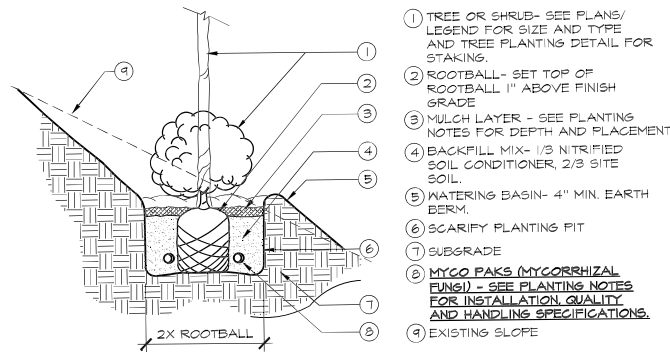 1 TREE OR SHRUB- SEE PLANS/
LEGEND FOR SIZE AND TYPE
AND TREE PLANTING DETAIL FOR
STAKING.
2 ROOTBALL- SET TOP OF
ROOTBALL 1" ABOVE FINISH
GRADE
3 MULCH LAYER - SEE PLANTING
NOTES FOR DEPTH AND PLACEMENT
4 BACKFILL MIX- 1/3 NITRIFIED
SOIL CONDITIONER, 2/3 SITE
SOIL.
5 WATERING BASIN- 4" MIN. EARTH
BERM.
6 SCARIFY PLANTING PIT
7 SUBGRADE
8 MYCO PAKS (MYCORRHIZAL
FUNGI) - SEE PLANTING NOTES
FOR INSTALLATION, QUALITY
AND HANDLING SPECIFICATIONS.
9 EXISTING SLOPE
9
1
2
3
4
5
6
7
8
2X ROOTBALL